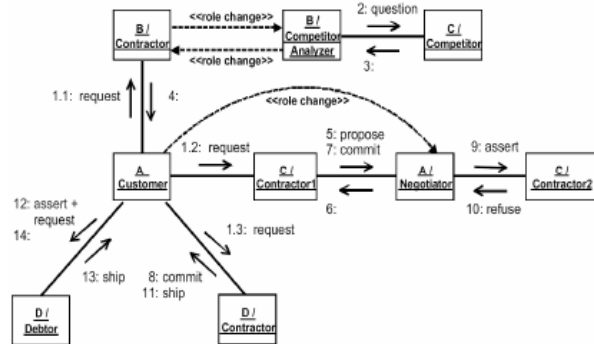 <<role change>>
B /
Contractor
B /
Competitor
Analyzer
2: question
C /
Competitor
3:
<<role change>>
1.1: request
4:
<<role change>>
1.2: request
5: propose
7: commit
9: assert
A
Customer
C /
Contractor1
A /
Negotiator
C /
Contractor2
6:
10: refuse
12: assert +
request
14:
1.3: request
13: ship
8: commit
11: ship
D /
Debtor
D /
Contractor